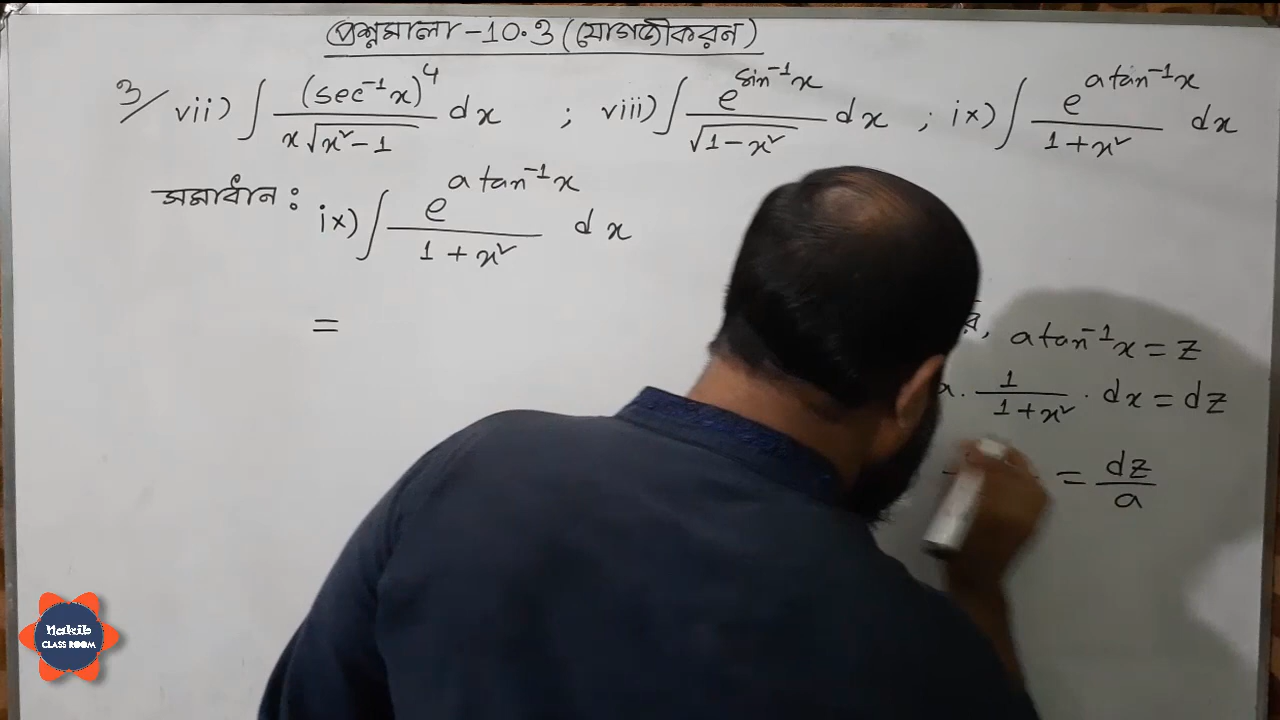 প্রশ্নমালা -10.3 (যোগজীকরন)
3/ vii) ∫ (sec⁻¹x)⁴ / x√(x²-1) dx ; viii) ∫ e^(sin⁻¹x) / √(1-x²) dx ; ix) ∫ e^(a tan⁻¹x) / (1+x²) dx
সমাধান : ix) ∫ e^(a tan⁻¹x) / (1+x²) dx
=
, a tan⁻¹x = z
. 1/(1+x²) . dx = dz
= dz/a
Nakib
CLASS ROOM